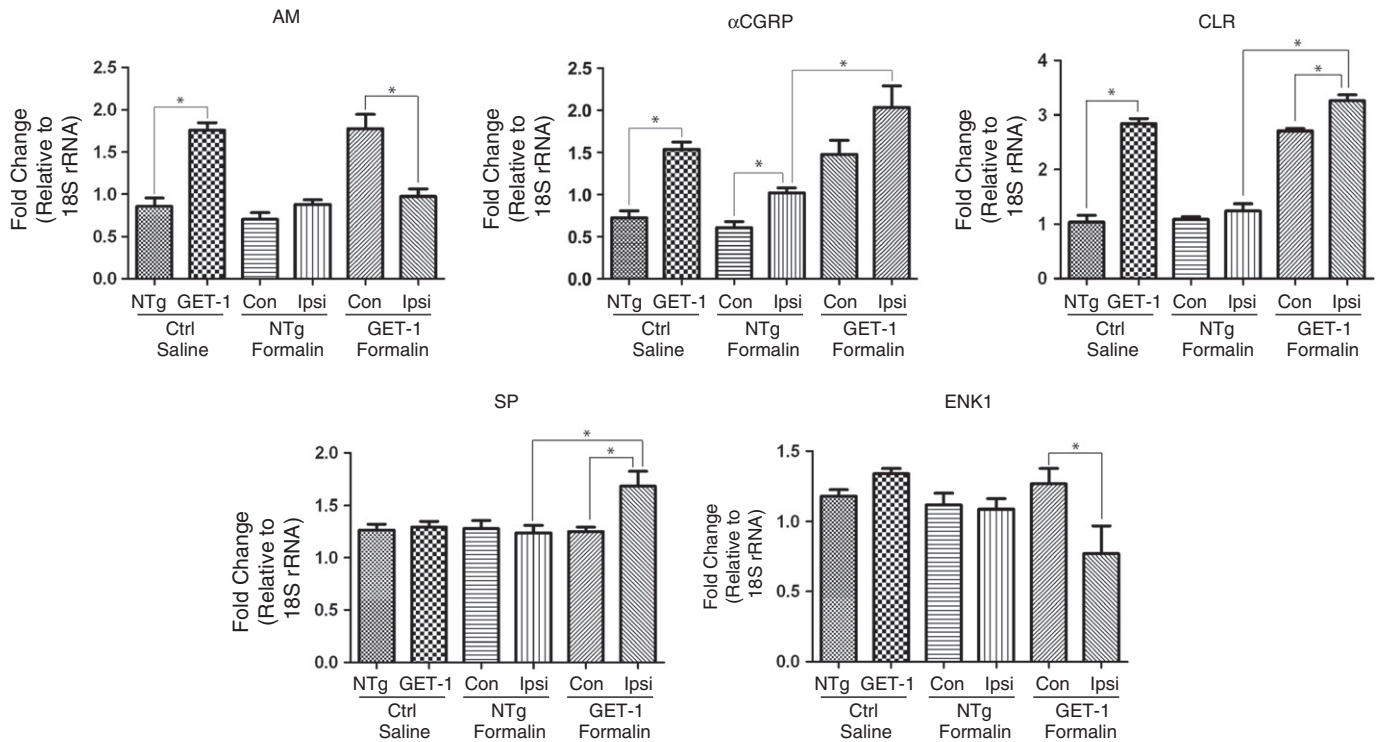 AM
Fold Change
(Relative to
18S rRNA)
2.5
2.0
1.5
1.0
0.5
0.0
*
*
NTg GET-1 Con Ipsi Con Ipsi
Ctrl NTg GET-1
Saline Formalin Formalin
αCGRP
Fold Change
(Relative to
18S rRNA)
2.5
2.0
1.5
1.0
0.5
0.0
*
*
*
NTg GET-1 Con Ipsi Con Ipsi
Ctrl NTg GET-1
Saline Formalin Formalin
CLR
Fold Change
(Relative to
18S rRNA)
4
3
2
1
0
*
*
*
NTg GET-1 Con Ipsi Con Ipsi
Ctrl NTg GET-1
Saline Formalin Formalin
SP
Fold Change
(Relative to
18S rRNA)
2.0
1.5
1.0
0.5
0.0
*
*
NTg GET-1 Con Ipsi Con Ipsi
Ctrl NTg GET-1
Saline Formalin Formalin
ENK1
Fold Change
(Relative to
18S rRNA)
1.5
1.0
0.5
0.0
*
NTg GET-1 Con Ipsi Con Ipsi
Ctrl NTg GET-1
Saline Formalin Formalin